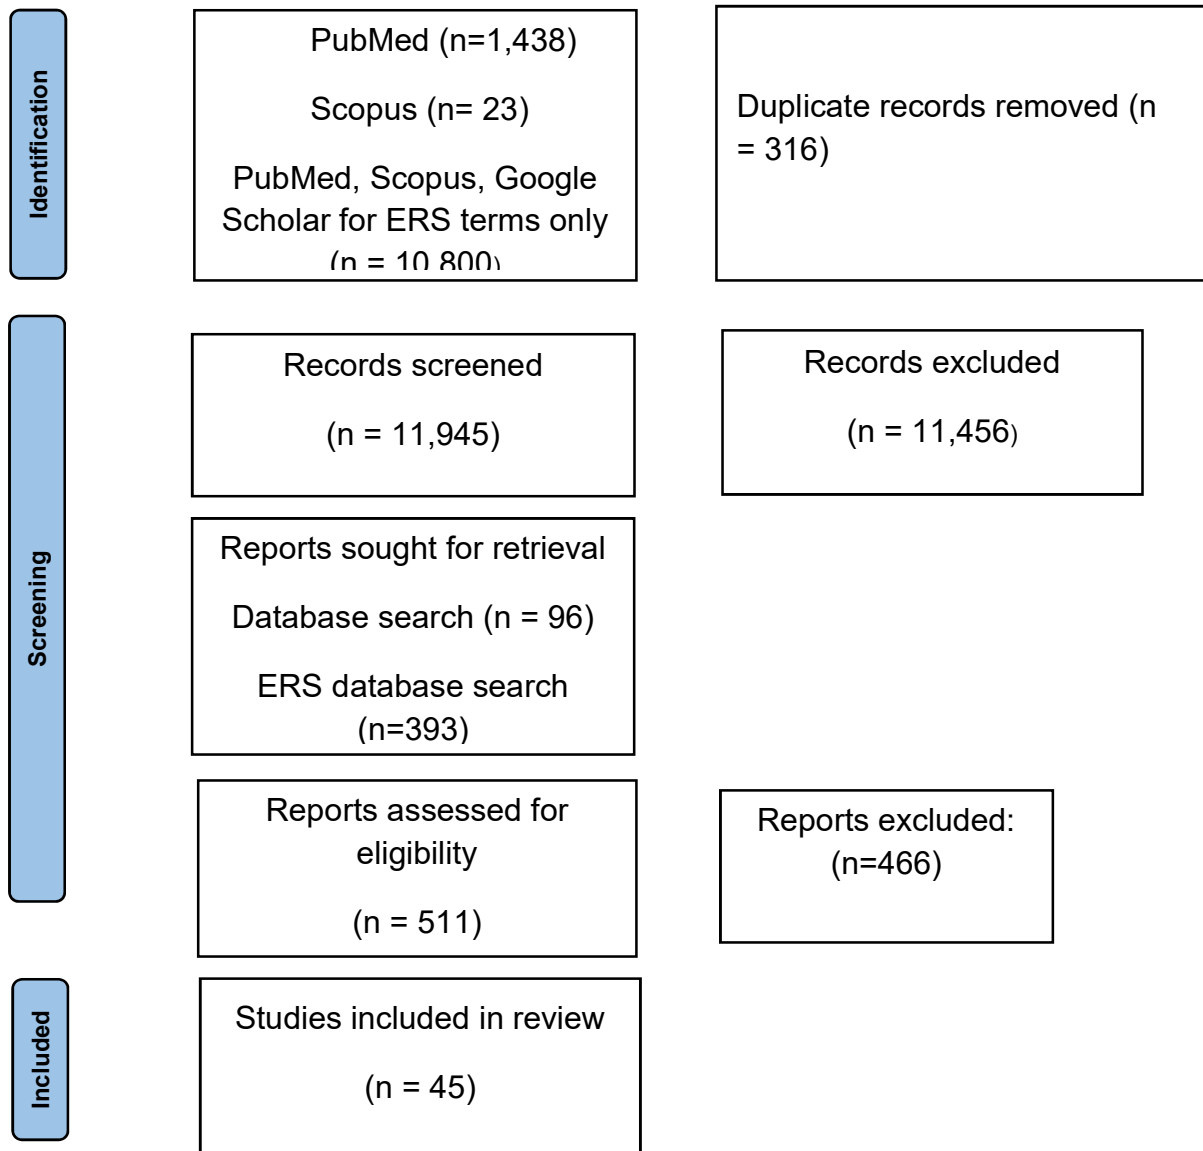 Identification
PubMed (n=1,438)
Scopus (n= 23)
PubMed, Scopus, Google
Scholar for ERS terms only
(n = 10,800)
Duplicate records removed (n
= 316)
Screening
Records screened
(n = 11,945)
Records excluded
(n = 11,456)
Reports sought for retrieval
Database search (n = 96)
ERS database search
(n=393)
Reports assessed for
eligibility
(n = 511)
Reports excluded:
(n=466)
Included
Studies included in review
(n = 45)